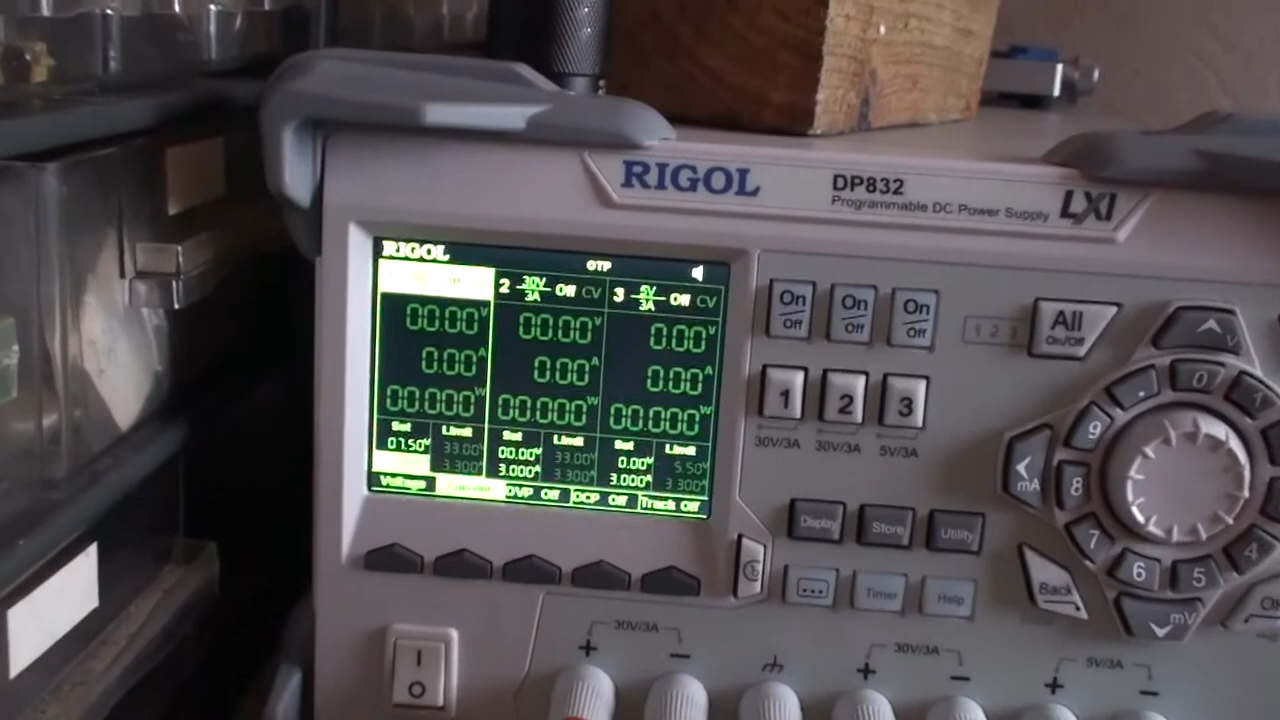 RIGOL
DP832
Programmable DC Power Supply
LXI
RIGOL
OTP
2 30V/3A Off CV
3 5V/3A Off CV
00.00V 00.00V 0.00V
0.00A 0.00A 0.00A
00.000W 00.000W 00.000W
Set Limit Set Limit Set Limit
07.50V 33.00V 00.00V 33.00V 0.00V 5.50V
3.300A 3.000A 3.300A 3.000A 3.300A
Voltage OVP Off OCP Off Track Off
On/Off On/Off On/Off
1 2 3
All
On/Off
1 2 3
30V/3A 30V/3A 5V/3A
V
. 0 1
9
mA
8
7
6 5 4
mV
Display Store Utility
Timer Help
Back
I
O
30V/3A
+ −
30V/3A
+ −
5V/3A
+ −